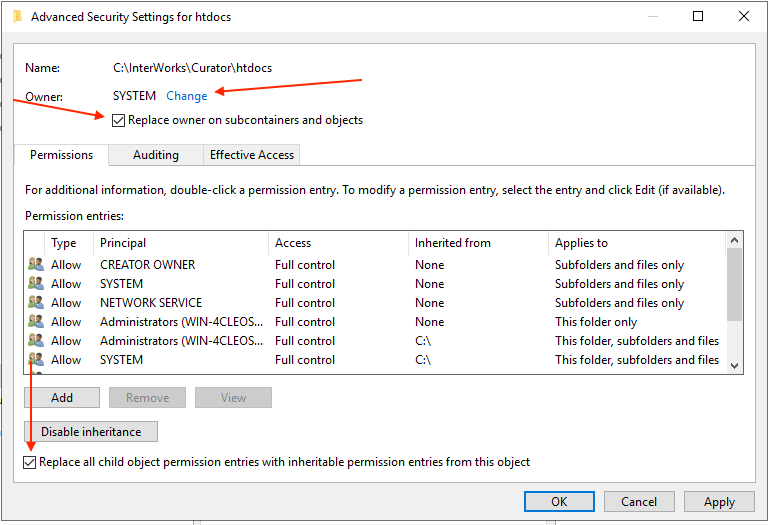 Advanced Security Settings for htdocs
Name: C:\InterWorks\Curator\htdocs
Owner: SYSTEM Change
Replace owner on subcontainers and objects
Permissions Auditing Effective Access
For additional information, double-click a permission entry. To modify a permission entry, select the entry and click Edit (if available).
Permission entries:
Type Principal Access Inherited from Applies to
Allow CREATOR OWNER Full control None Subfolders and files only
Allow SYSTEM Full control None Subfolders and files only
Allow NETWORK SERVICE Full control None Subfolders and files only
Allow Administrators (WIN-4CLEOS... Full control None This folder only
Allow Administrators (WIN-4CLEOS... Full control C:\ This folder, subfolders and files
Allow SYSTEM Full control C:\ This folder, subfolders and files
Add Remove View
Disable inheritance
Replace all child object permission entries with inheritable permission entries from this object
OK Cancel Apply